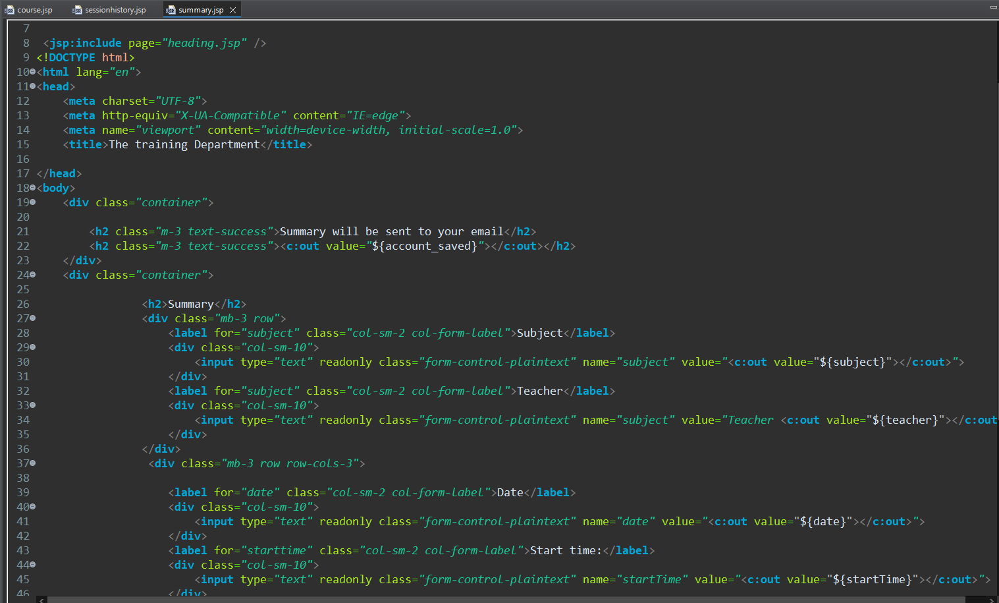 course.jsp sessionhistory.jsp summary.jsp
7
8 <jsp:include page="heading.jsp" />
9 <!DOCTYPE html>
10 <html lang="en">
11 <head>
12 <meta charset="UTF-8">
13 <meta http-equiv="X-UA-Compatible" content="IE=edge">
14 <meta name="viewport" content="width=device-width, initial-scale=1.0">
15 <title>The training Department</title>
16
17 </head>
18 <body>
19 <div class="container">
20
21 <h2 class="m-3 text-success">Summary will be sent to your email</h2>
22 <h2 class="m-3 text-success"><c:out value="${account_saved}"></c:out></h2>
23 </div>
24 <div class="container">
25
26 <h2>Summary</h2>
27 <div class="mb-3 row">
28 <label for="subject" class="col-sm-2 col-form-label">Subject</label>
29 <div class="col-sm-10">
30 <input type="text" readonly class="form-control-plaintext" name="subject" value="<c:out value="${subject}"></c:out>">
31 </div>
32 <label for="subject" class="col-sm-2 col-form-label">Teacher</label>
33 <div class="col-sm-10">
34 <input type="text" readonly class="form-control-plaintext" name="subject" value="Teacher <c:out value="${teacher}"></c:out
35 </div>
36 </div>
37 <div class="mb-3 row row-cols-3">
38
39 <label for="date" class="col-sm-2 col-form-label">Date</label>
40 <div class="col-sm-10">
41 <input type="text" readonly class="form-control-plaintext" name="date" value="<c:out value="${date}"></c:out>">
42 </div>
43 <label for="starttime" class="col-sm-2 col-form-label">Start time:</label>
44 <div class="col-sm-10">
45 <input type="text" readonly class="form-control-plaintext" name="startTime" value="<c:out value="${startTime}"></c:out>">
46 </div>